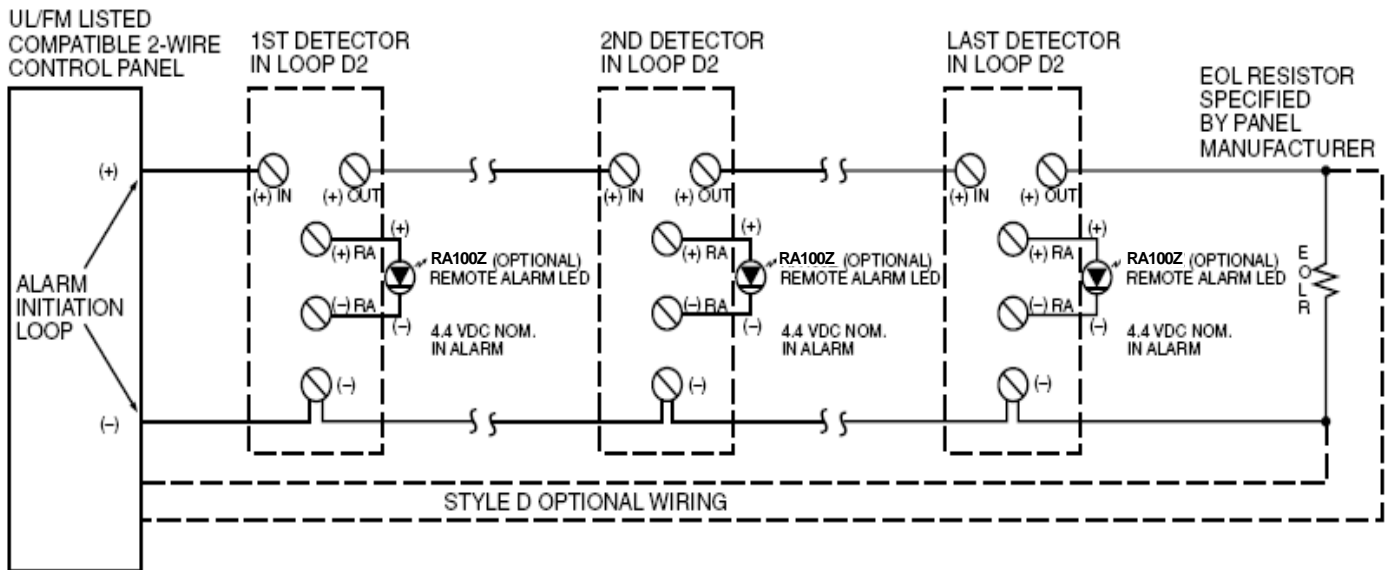 UL/FM LISTED
COMPATIBLE 2-WIRE
CONTROL PANEL
1ST DETECTOR
IN LOOP D2
2ND DETECTOR
IN LOOP D2
LAST DETECTOR
IN LOOP D2
EOL RESISTOR
SPECIFIED
BY PANEL
MANUFACTURER
(+)
(+) IN
(+) OUT
(+) IN
(+) OUT
(+) IN
(+) OUT
ALARM
INITIATION
LOOP
(+)
(+) RA
RA100Z (OPTIONAL)
REMOTE ALARM LED
(–) RA
(–)
4.4 VDC NOM.
IN ALARM
(–)
(+)
(+) RA
RA100Z (OPTIONAL)
REMOTE ALARM LED
(–) RA
(–)
4.4 VDC NOM.
IN ALARM
(–)
(+)
(+) RA
RA100Z (OPTIONAL)
REMOTE ALARM LED
(–) RA
(–)
4.4 VDC NOM.
IN ALARM
(–)
E
O
L
R
(–)
STYLE D OPTIONAL WIRING